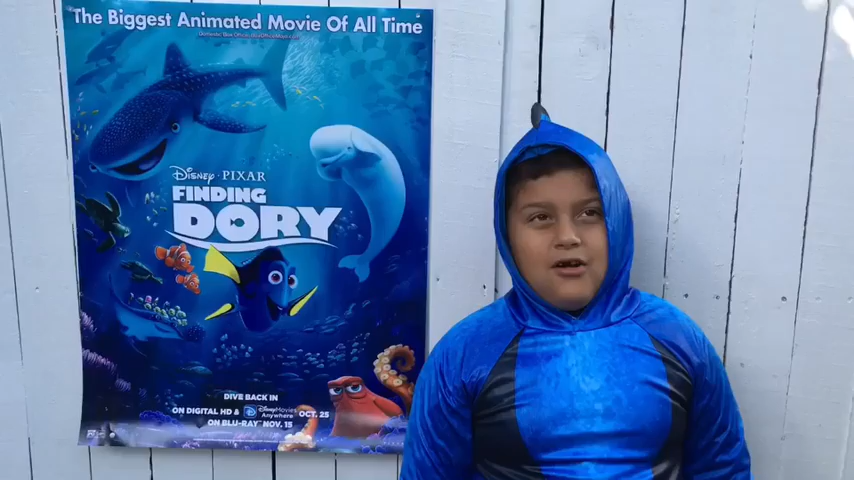 The Biggest Animated Movie Of All Time
Disney · PIXAR
FINDING
DORY
DIVE BACK IN
ON DIGITAL HD & Disney Movies Anywhere OCT. 25
ON BLU-RAY™ NOV. 15